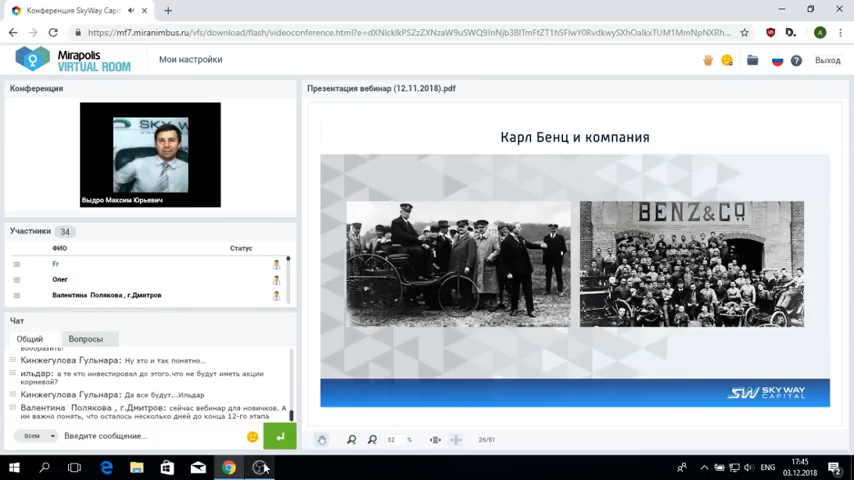 Конференция SkyWay Capit
https://mf7.miranimbus.ru/vfs/download/flash/videoconference.html?e=
Mirapolis
VIRTUAL ROOM
Мои настройки
Выход
Конференция
SKY W
Выдро Максим Юрьевич
Участники 34
ФИО Статус
Fr
Олег
Валентина Полякова , г.Дмитров
Чат
Общий Вопросы
вообразить!
Кинжегулова Гульнара: Ну это и так понятно..
ильдар: а те кто инвестировал до этого.что не будут иметь акции
корневой?
Кинжегулова Гульнара: Да все будут...Ильдар
Валентина Полякова , г.Дмитров: сейчас вебинар для новичков. А
им важно понять, что осталось несколько дней до конца 12-го этапа
Всем Введите сообщение...
Презентация вебинар (12.11.2018).pdf
Карл Бенц и компания
BENZ & Co
SW SKY WAY
CAPITAL
32 % 26/51
ENG
17:45
03.12.2018
2